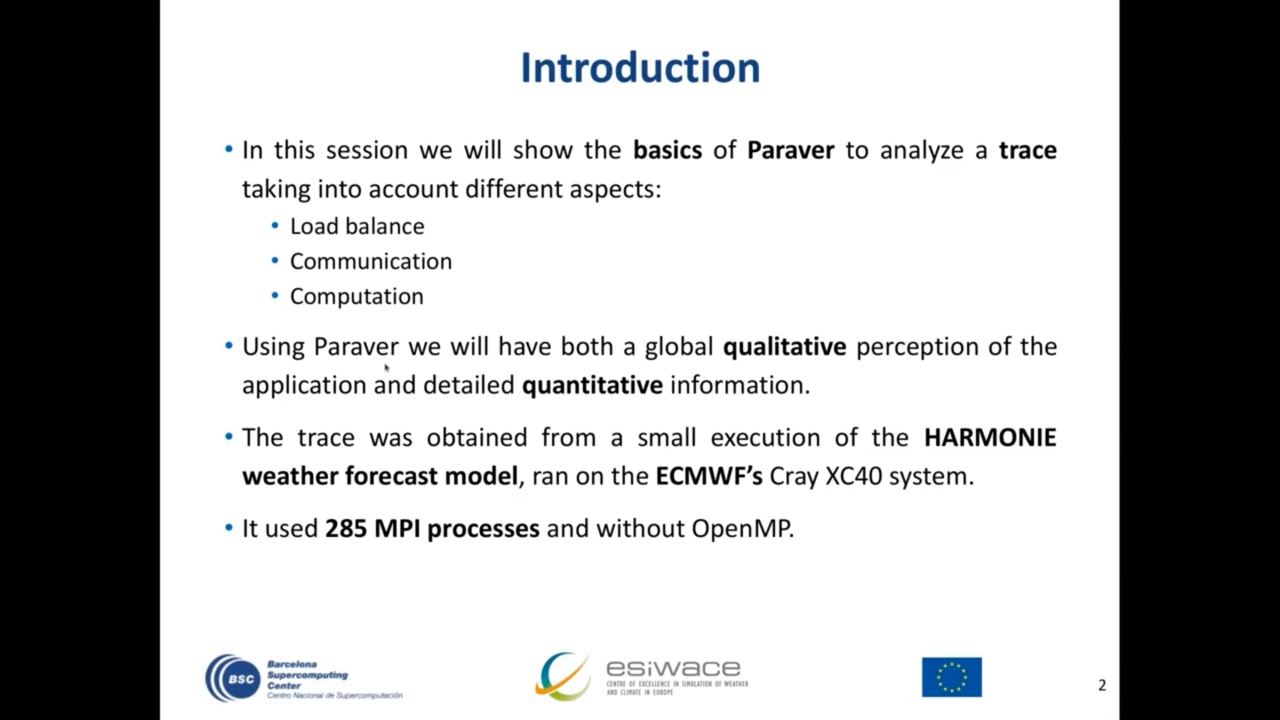 Introduction
• In this session we will show the basics of Paraver to analyze a trace
taking into account different aspects:
• Load balance
• Communication
• Computation
• Using Paraver we will have both a global qualitative perception of the
application and detailed quantitative information.
• The trace was obtained from a small execution of the HARMONIE
weather forecast model, ran on the ECMWF’s Cray XC40 system.
• It used 285 MPI processes and without OpenMP.
BSC
Barcelona
Supercomputing
Center
Centro Nacional de Supercomputación
esiwace
CENTRE OF EXCELLENCE IN SIMULATION OF WEATHER
AND CLIMATE IN EUROPE
2